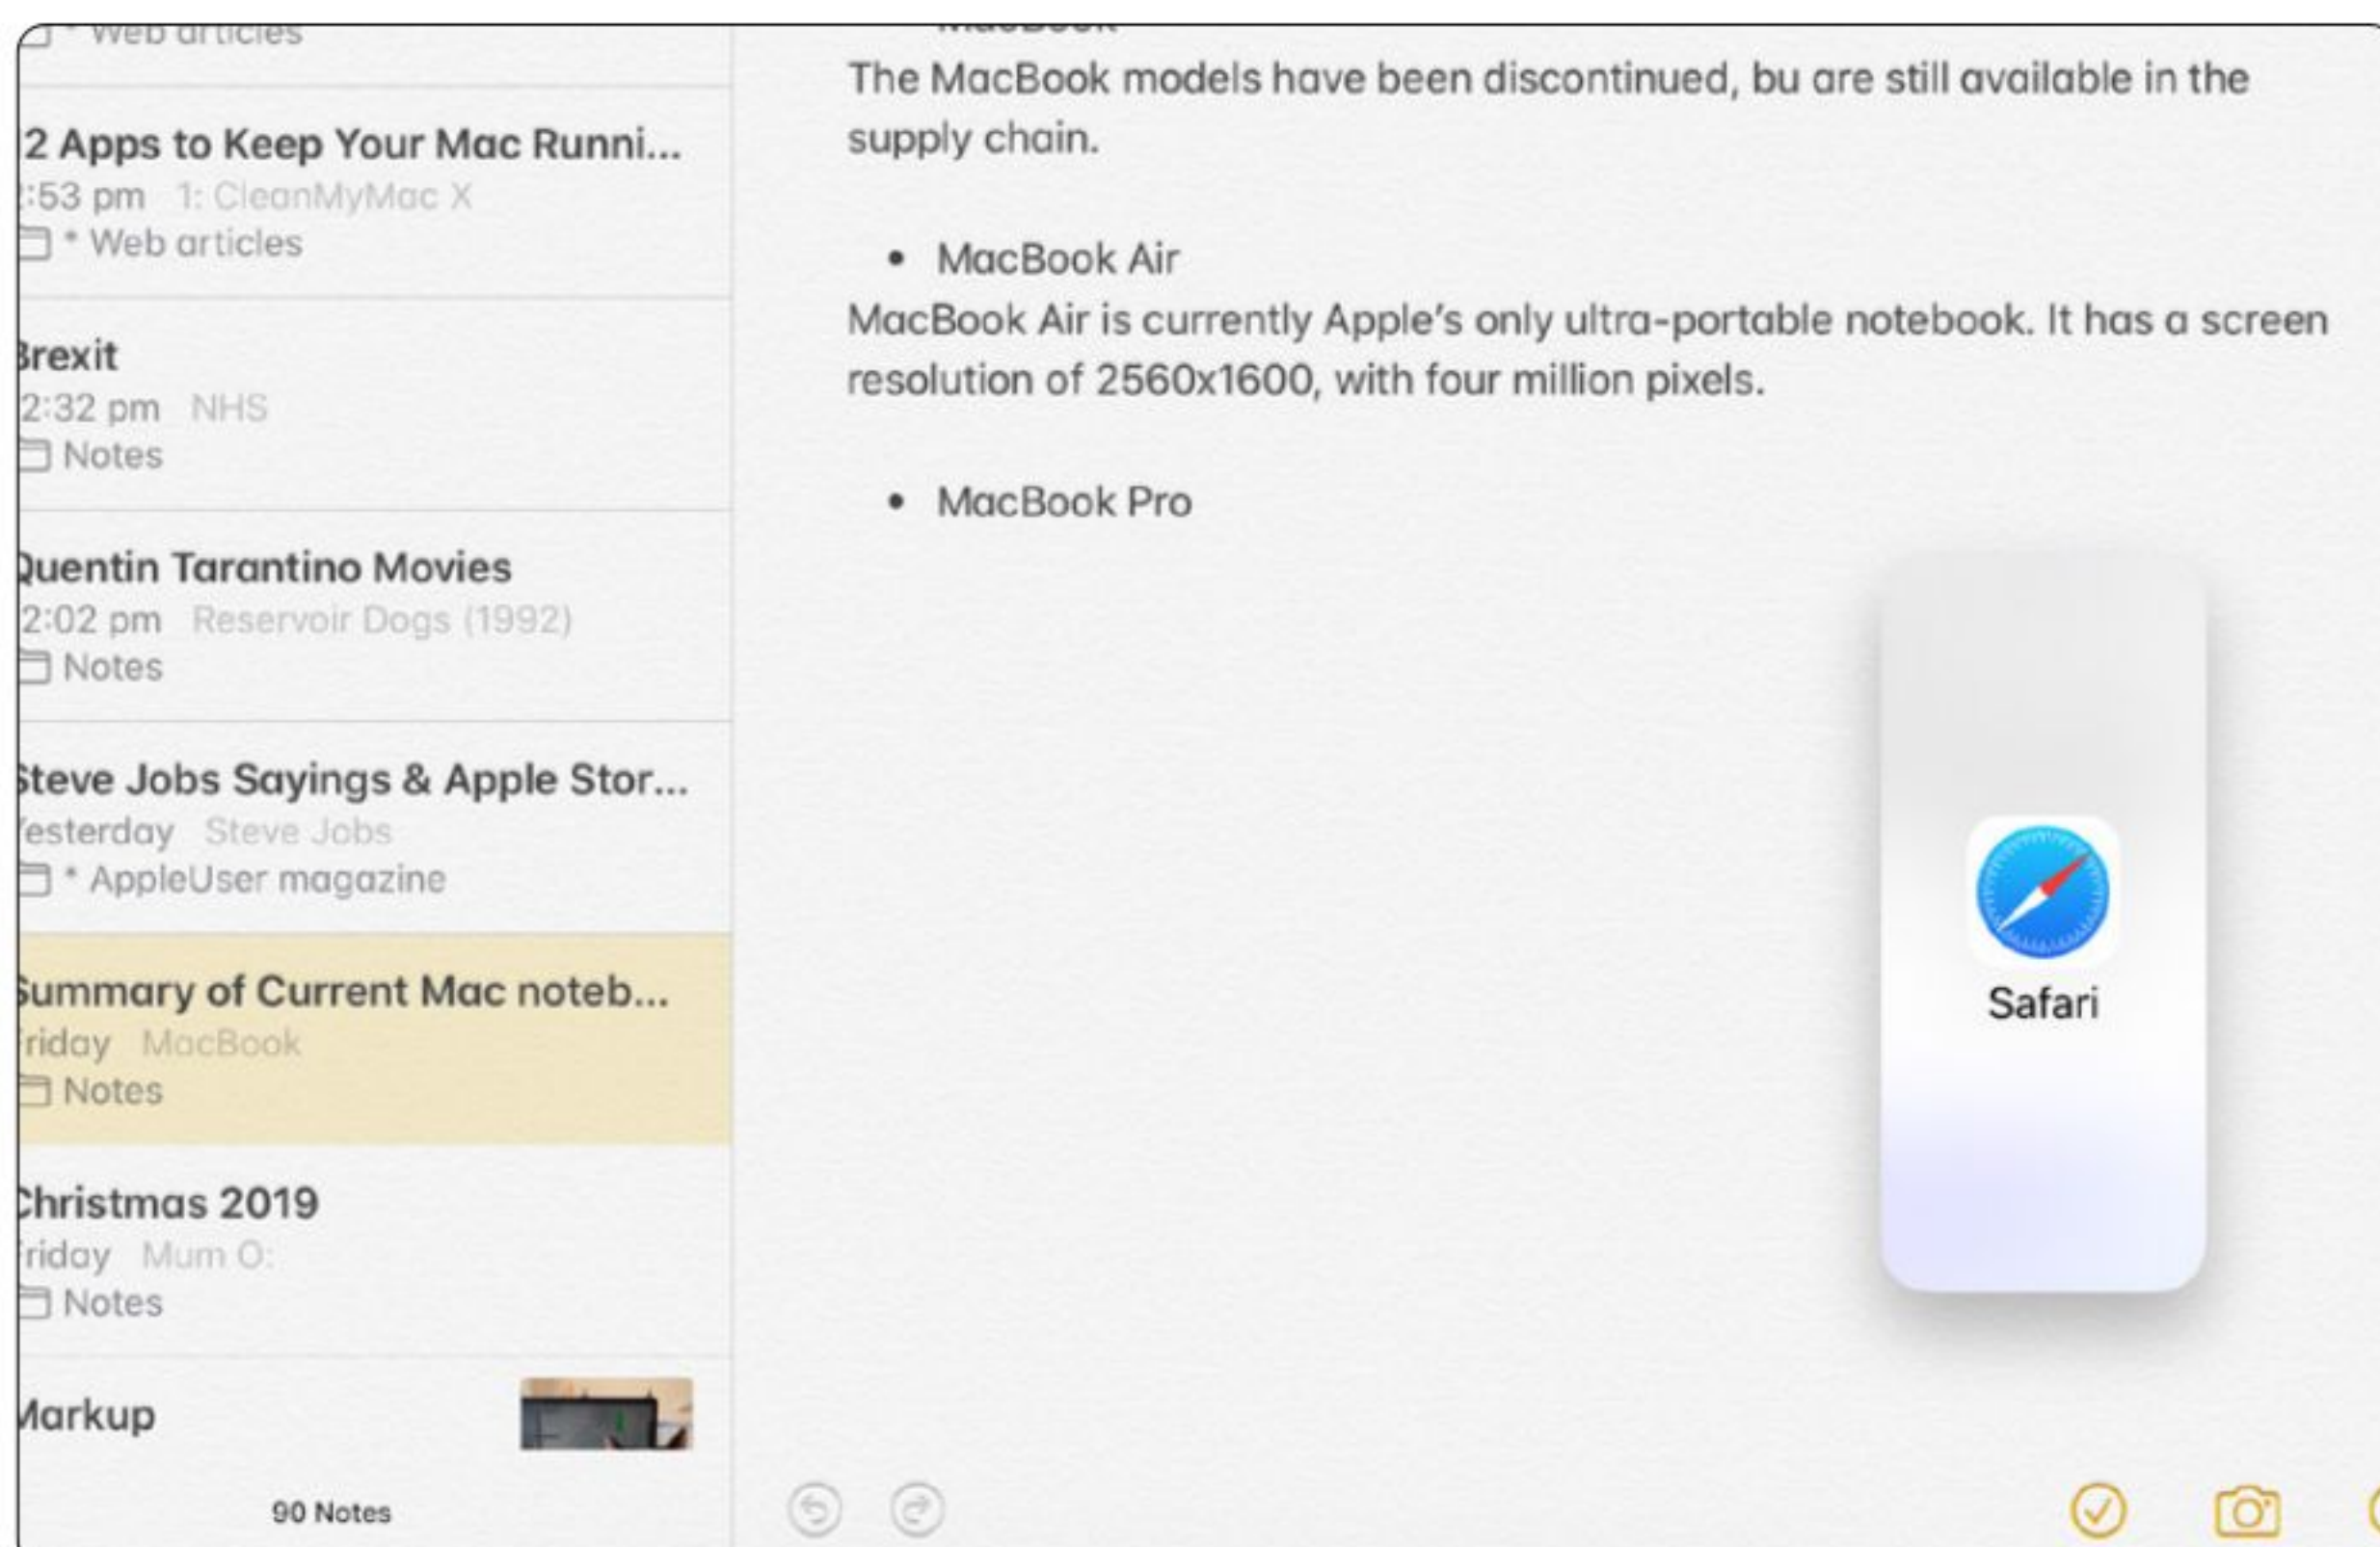 * Web articles
2 Apps to Keep Your Mac Runni...
:53 pm 1: CleanMyMac X
* Web articles
Brexit
2:32 pm NHS
Notes
Quentin Tarantino Movies
2:02 pm Reservoir Dogs (1992)
Notes
Steve Jobs Sayings & Apple Stor...
Yesterday Steve Jobs
* AppleUser magazine
Summary of Current Mac noteb...
Friday MacBook
Notes
Christmas 2019
Friday Mum O:
Notes
Markup
90 Notes
MacBook
The MacBook models have been discontinued, bu are still available in the
supply chain.
• MacBook Air
MacBook Air is currently Apple's only ultra-portable notebook. It has a screen
resolution of 2560x1600, with four million pixels.
• MacBook Pro
Safari